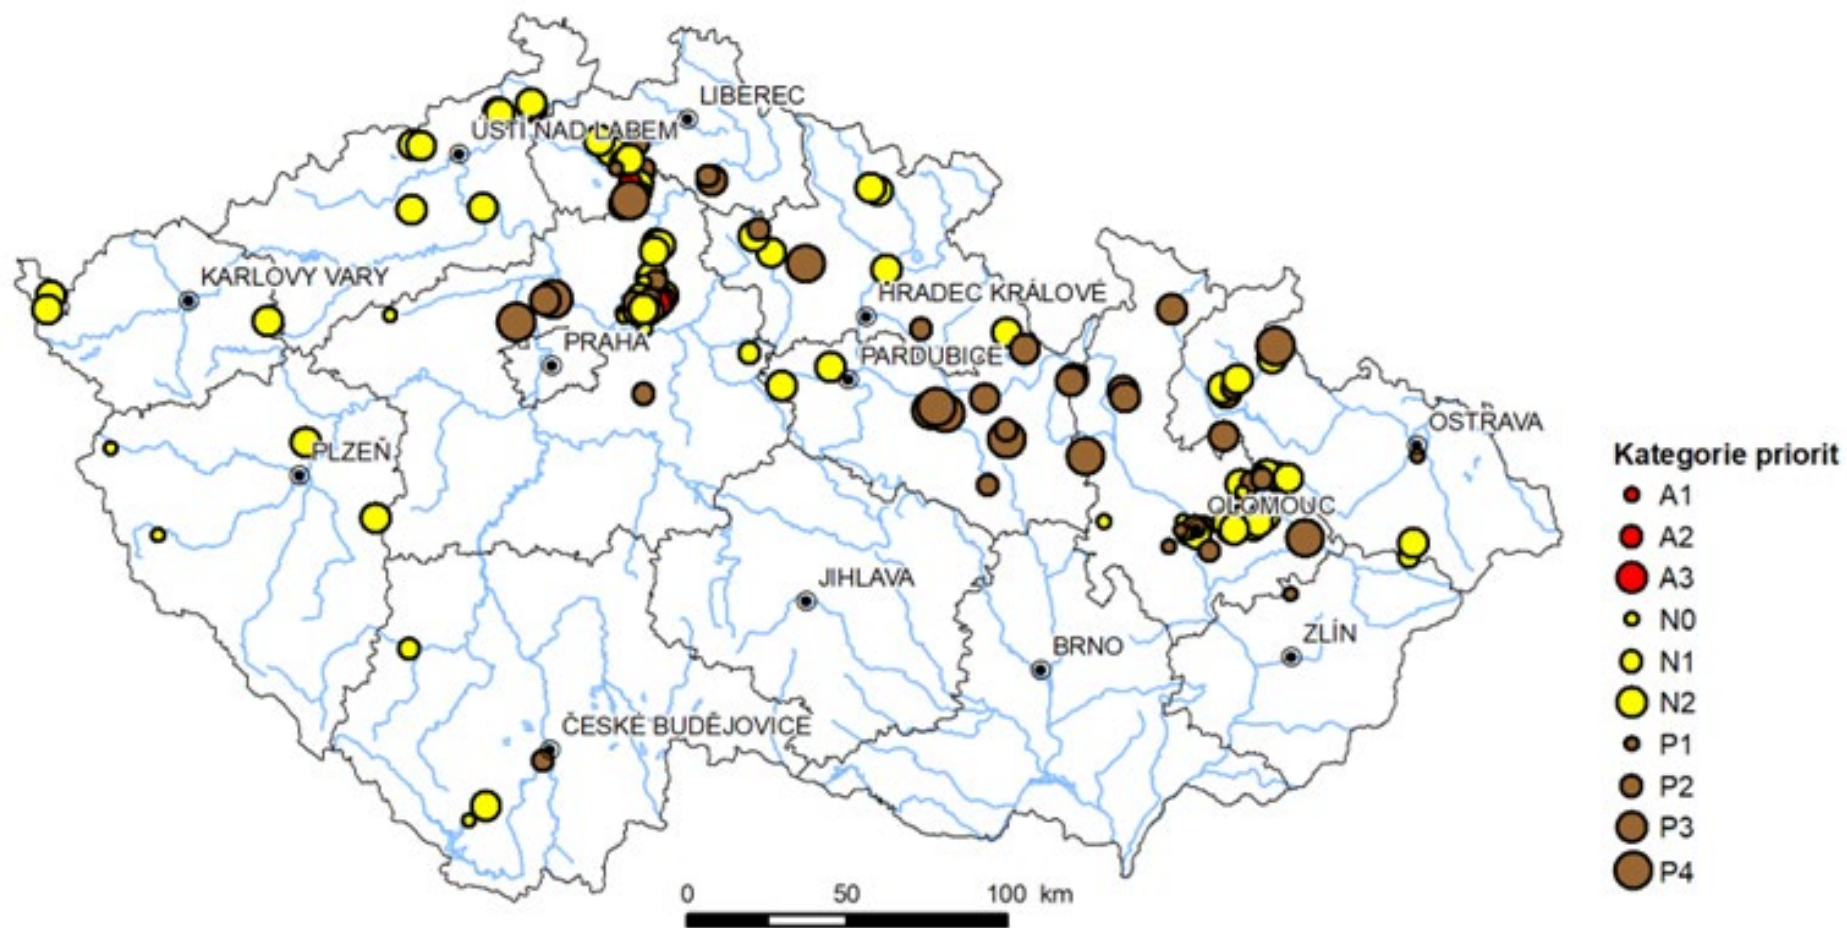 LIBEREC
ÚSTÍ NAD LABEM
KARLOVY VARY
HRADEC KRÁLOVÉ
PRAHA
PARDUBICE
OSTRAVA
PLZEŇ
OLOMOUC
JIHLAVA
ZLÍN
BRNO
ČESKÉ BUDĚJOVICE
Kategorie priorit
A1
A2
A3
N0
N1
N2
P1
P2
P3
P4
0 50 100 km